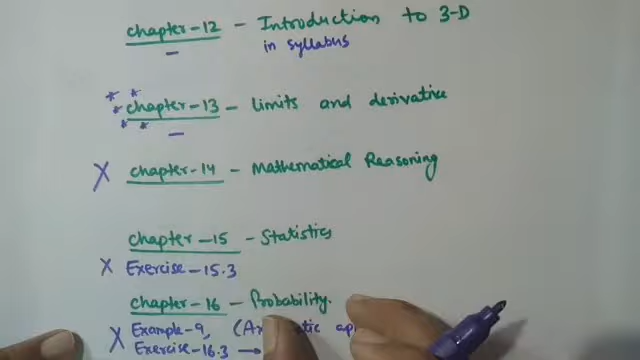 chapter-12 - Introduction to 3-D
in syllabus
chapter-13 - Limits and derivative
X chapter-14 - Mathematical Reasoning
chapter-15 - Statistics
X Exercise-15.3
chapter-16 - Probability.
X Example-9,
Exercise-16.3 →